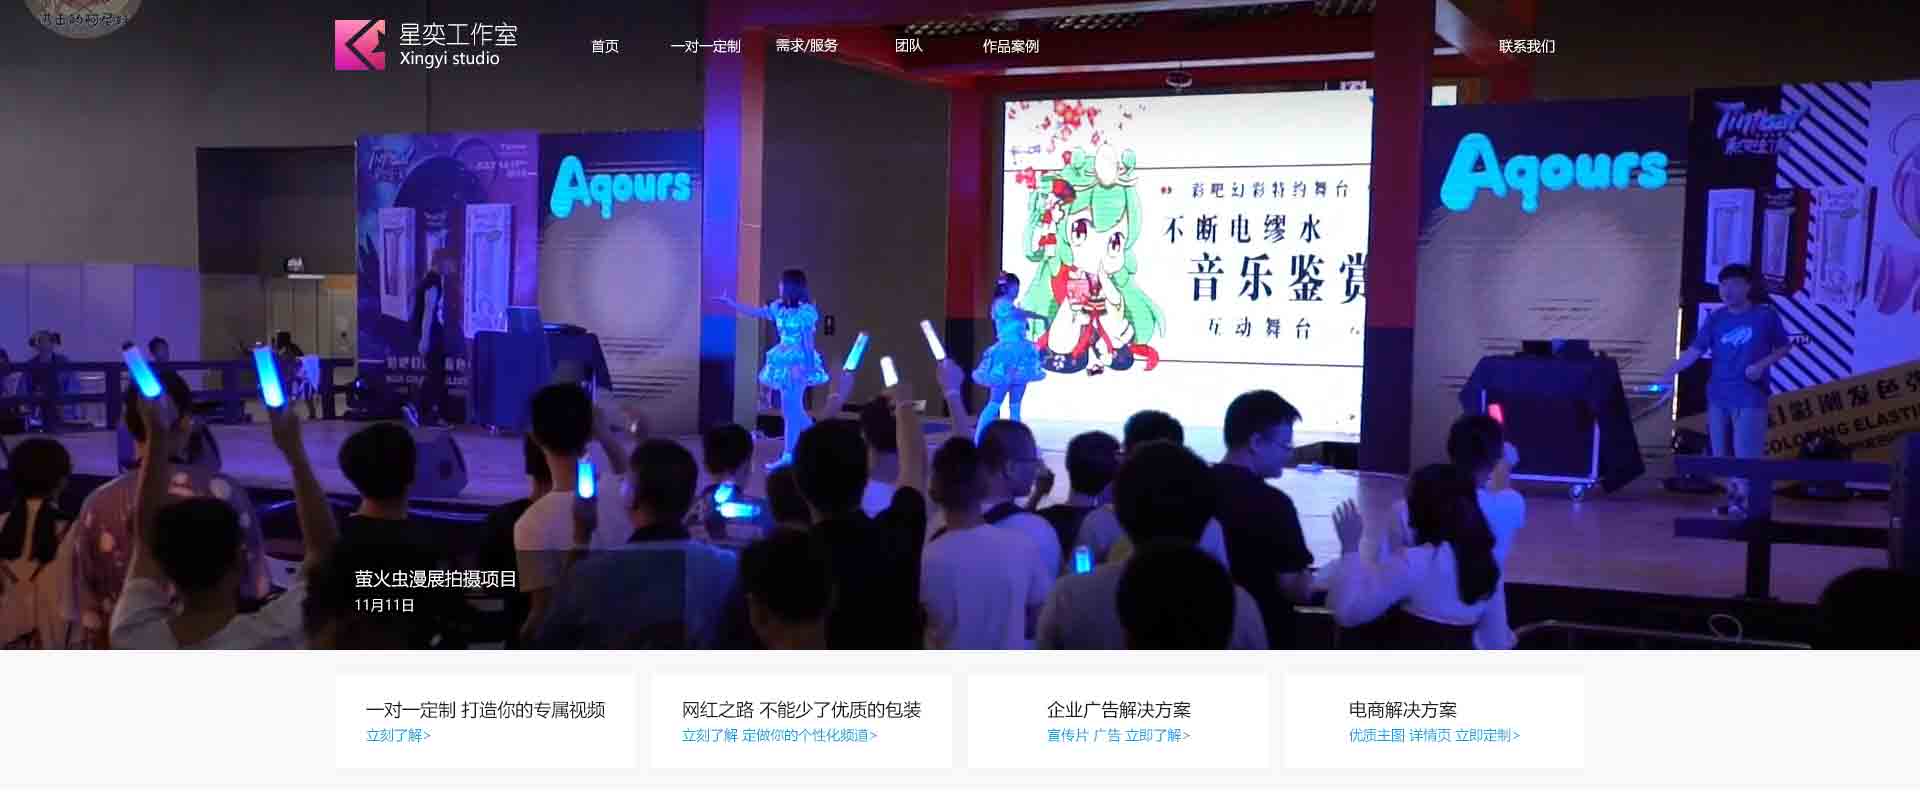 星奕工作室
Xingyi studio
首页
一对一定制
需求/服务
团队
作品案例
联系我们
Aqours
彩吧幻彩特约舞台
不断电缪水
音乐鉴赏
互动舞台
Aqours
萤火虫漫展拍摄项目
11月11日
一对一定制 打造你的专属视频
立刻了解>
网红之路 不能少了优质的包装
立刻了解 定做你的个性化频道>
企业广告解决方案
宣传片 广告 立即了解>
电商解决方案
优质主图 详情页 立即定制>